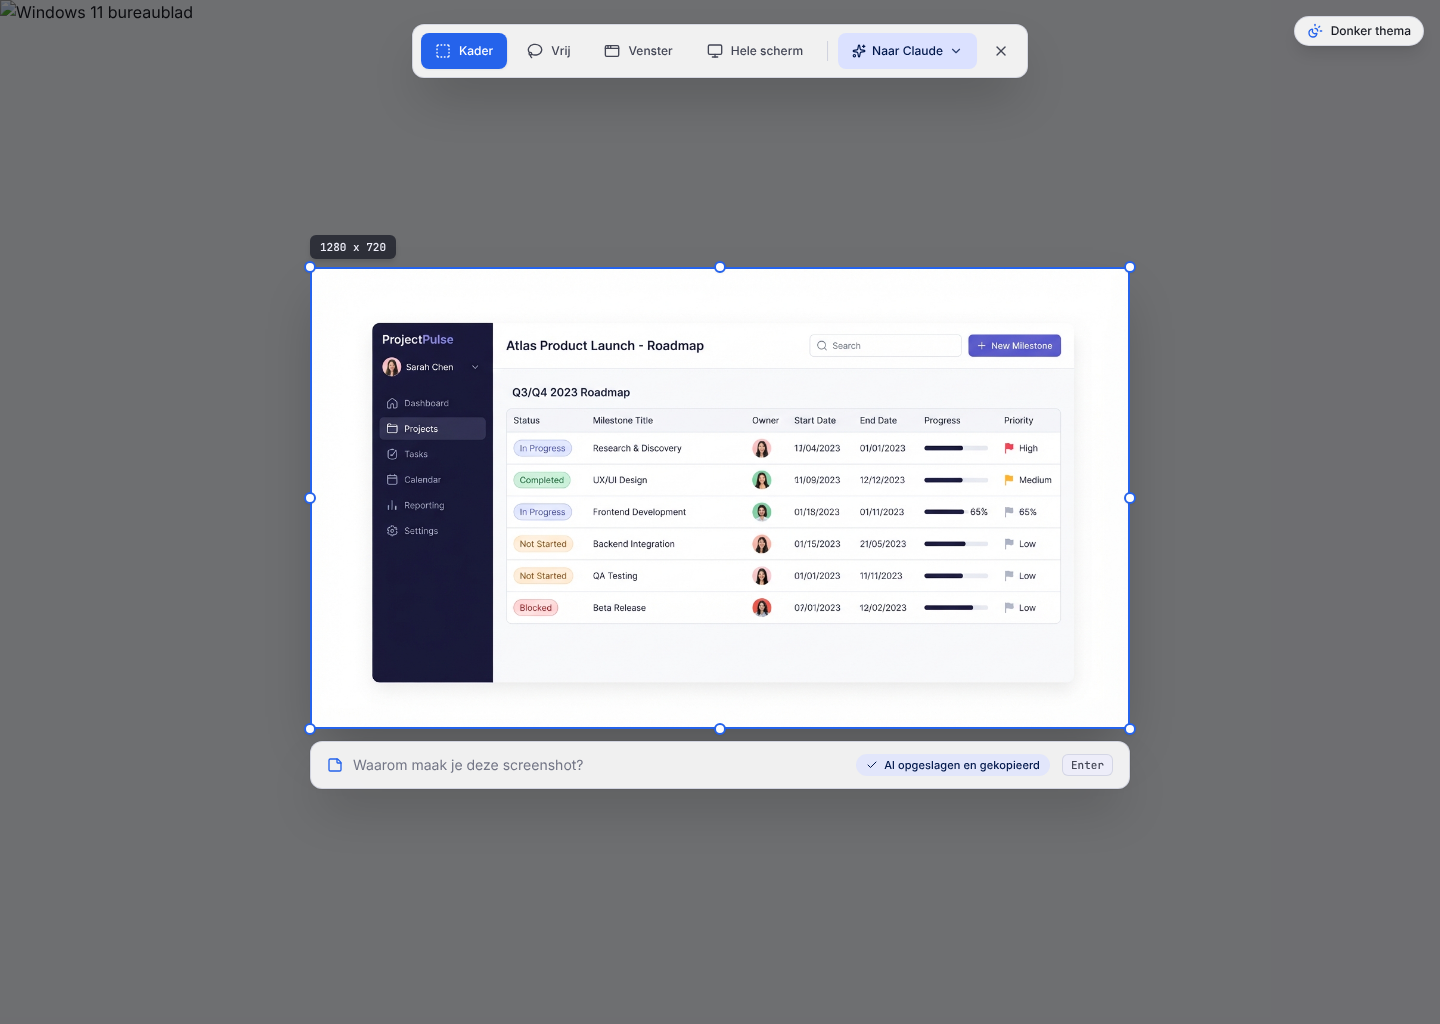 Windows 11 bureaublad
Kader Vrij Venster Hele scherm Naar Claude
Donker thema
1280 x 720
ProjectPulse
Sarah Chen
Dashboard
Projects
Tasks
Calendar
Reporting
Settings
Atlas Product Launch - Roadmap Search + New Milestone
Q3/Q4 2023 Roadmap
Status Milestone Title Owner Start Date End Date Progress Priority
In Progress Research & Discovery 11/04/2023 01/01/2023 High
Completed UX/UI Design 11/09/2023 12/12/2023 Medium
In Progress Frontend Development 01/18/2023 01/11/2023 65% 65%
Not Started Backend Integration 01/15/2023 21/05/2023 Low
Not Started QA Testing 01/01/2023 11/11/2023 Low
Blocked Beta Release 07/01/2023 12/02/2023 Low
Waarom maak je deze screenshot? Al opgeslagen en gekopieerd Enter